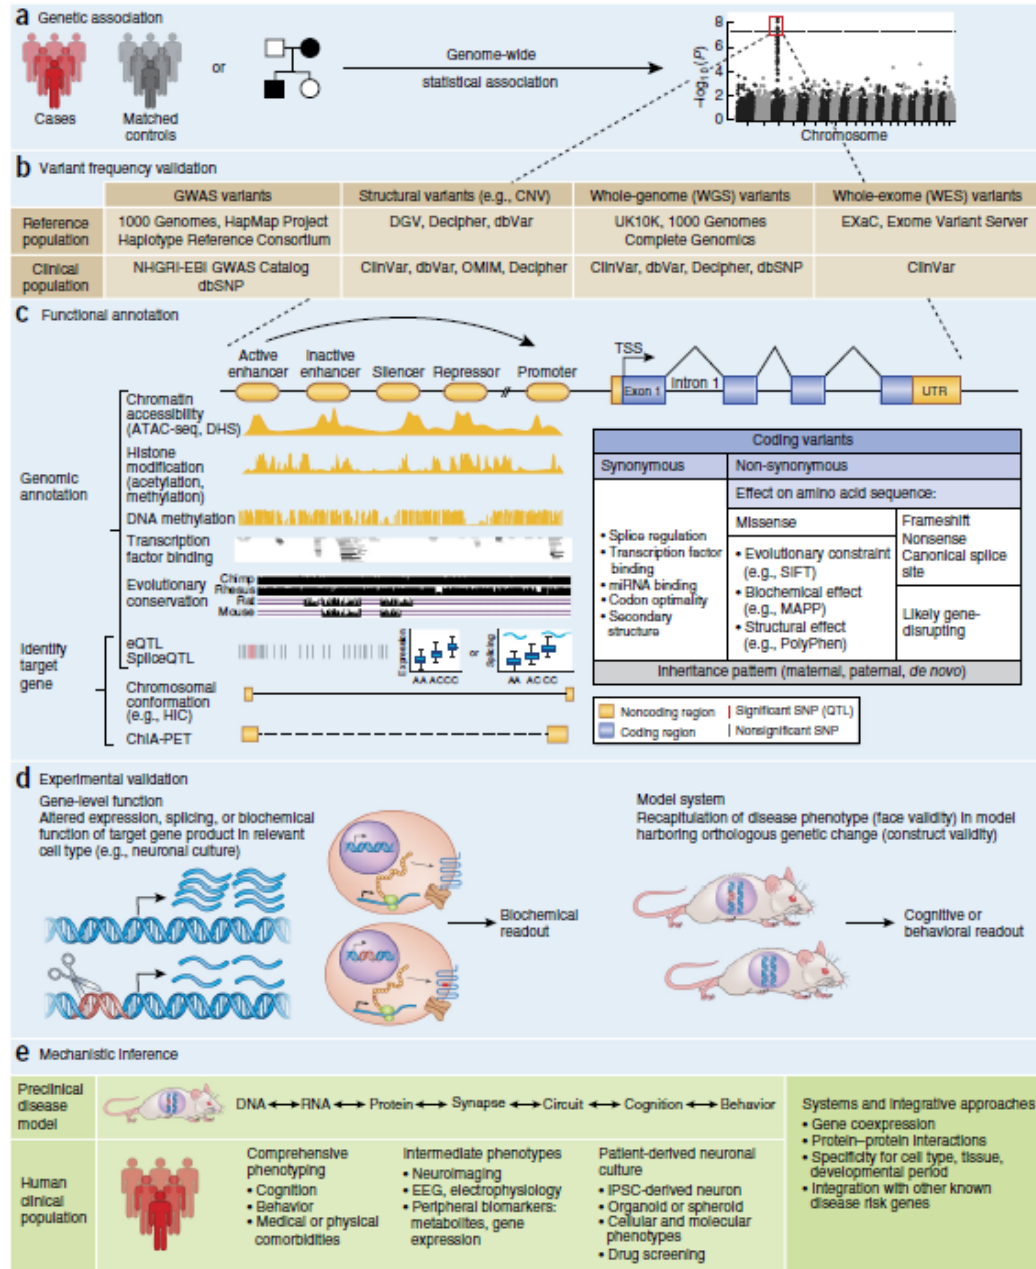 a Genetic association
Cases
Matched
controls
or
Genome-wide
statistical association
8
6
4
2
0
–log10(P)
Chromosome
b Variant frequency validation
GWAS variants
Structural variants (e.g., CNV)
Whole-genome (WGS) variants
Whole-exome (WES) variants
Reference
population
1000 Genomes, HapMap Project
Haplotype Reference Consortium
DGV, Decipher, dbVar
UK10K, 1000 Genomes
Complete Genomics
EXaC, Exome Variant Server
Clinical
population
NHGRI-EBI GWAS Catalog
dbSNP
ClinVar, dbVar, OMIM, Decipher
ClinVar, dbVar, Decipher, dbSNP
ClinVar
c Functional annotation
Active
enhancer
Inactive
enhancer
Silencer
Repressor
//
Promoter
TSS
Exon 1
Intron 1
UTR
Genomic
annotation
Chromatin
accessibility
(ATAC-seq, DHS)
Histone
modification
(acetylation,
methylation)
DNA methylation
Transcription
factor binding
Evolutionary
conservation
Chimp
Rhesus
Rat
Mouse
Identify
target
gene
eQTL
SpliceQTL
Expression
AA AC CC
or
Splicing
AA AC CC
Chromosomal
conformation
(e.g., HIC)
ChIA-PET
Coding variants
Synonymous
Non-synonymous
Effect on amino acid sequence:
• Splice regulation
• Transcription factor
binding
• miRNA binding
• Codon optimality
• Secondary
structure
Missense
• Evolutionary constraint
(e.g., SIFT)
• Biochemical effect
(e.g., MAPP)
• Structural effect
(e.g., PolyPhen)
Frameshift
Nonsense
Canonical splice
site
Likely gene-
disrupting
Inheritance pattern (maternal, paternal, de novo)
Noncoding region
Significant SNP (QTL)
Coding region
Nonsignificant SNP
d Experimental validation
Gene-level function
Altered expression, splicing, or biochemical
function of target gene product in relevant
cell type (e.g., neuronal culture)
Biochemical
readout
Model system
Recapitulation of disease phenotype (face validity) in model
harboring orthologous genetic change (construct validity)
Cognitive or
behavioral readout
e Mechanistic inference
Preclinical
disease
model
DNA ↔ RNA ↔ Protein ↔ Synapse ↔ Circuit ↔ Cognition ↔ Behavior
Human
clinical
population
Comprehensive
phenotyping
• Cognition
• Behavior
• Medical or physical
comorbidities
Intermediate phenotypes
• Neuroimaging
• EEG, electrophysiology
• Peripheral biomarkers:
metabolites, gene
expression
Patient-derived neuronal
culture
• IPSC-derived neuron
• Organoid or spheroid
• Cellular and molecular
phenotypes
• Drug screening
Systems and integrative approaches
• Gene coexpression
• Protein–protein interactions
• Specificity for cell type, tissue,
developmental period
• Integration with other known
disease risk genes